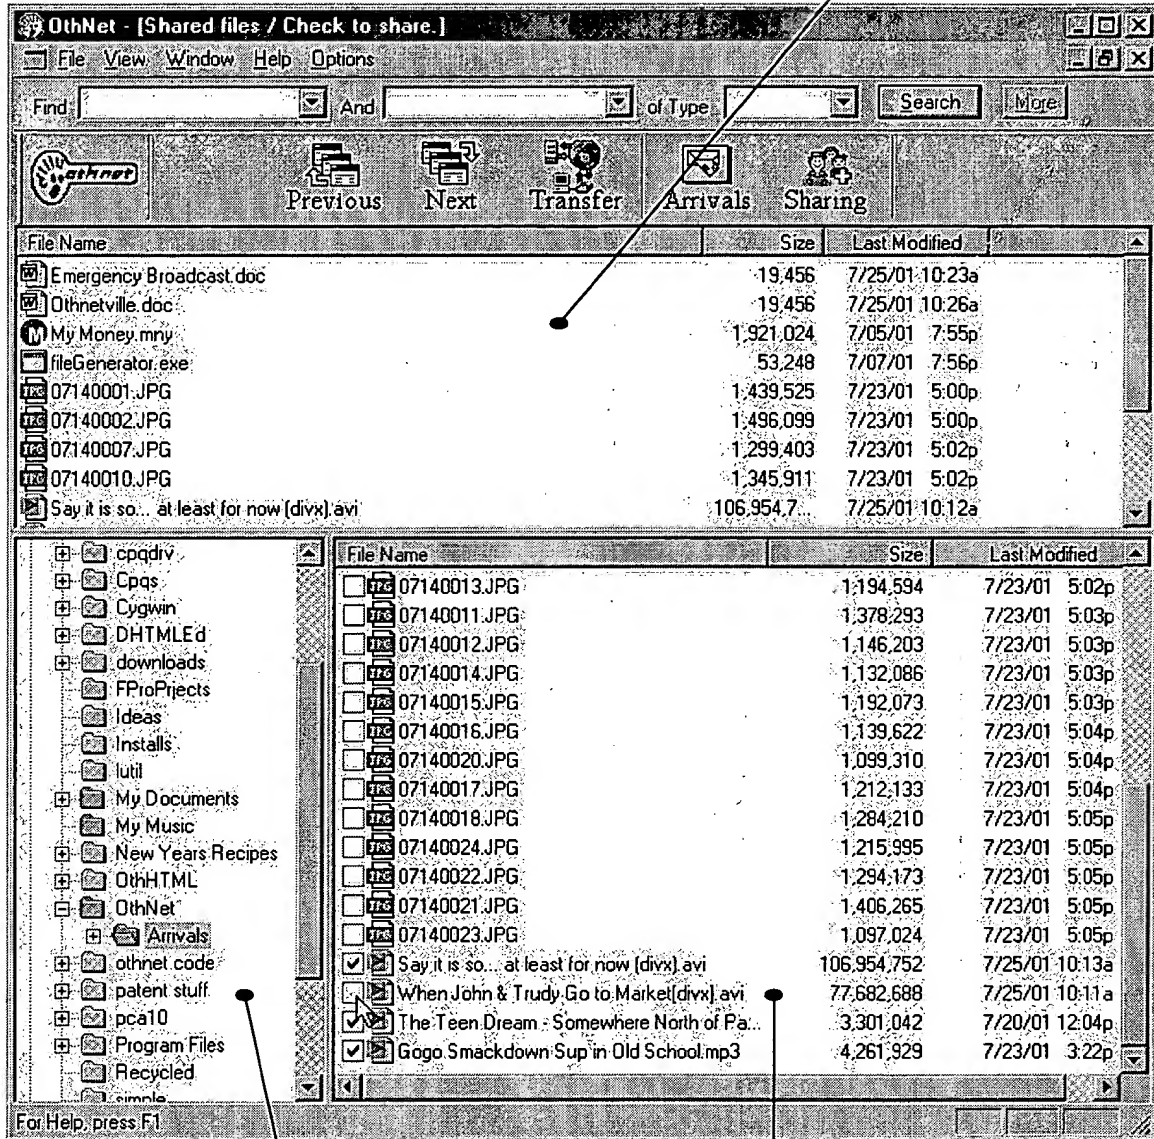 OthNet - [Shared files / Check to share.]
File View Window Help Options
Find And of Type Search More
othnet Previous Next Transfer Arrivals Sharing
File Name Size Last Modified
Emergency Broadcast.doc 19,456 7/25/01 10:23a
Othnetville.doc 19,456 7/25/01 10:26a
My Money.mny 1,921,024 7/05/01 7:55p
fileGenerator.exe 53,248 7/07/01 7:56p
07140001.JPG 1,439,525 7/23/01 5:00p
07140002.JPG 1,496,099 7/23/01 5:00p
07140007.JPG 1,299,403 7/23/01 5:02p
07140010.JPG 1,345,911 7/23/01 5:02p
Say it is so... at least for now (divx).avi 106,954,7... 7/25/01 10:12a
cpqdrv
Cpqs
Cygwin
DHTMLEd
downloads
FProPrjects
Ideas
Installs
lutil
My Documents
My Music
New Years Recipes
OthHTML
OthNet
Arrivals
othnet.code
patent stuff
pca10
Program Files
Recycled
simple
File Name Size Last Modified
07140013.JPG 1,194,594 7/23/01 5:02p
07140011.JPG 1,378,293 7/23/01 5:03p
07140012.JPG 1,146,203 7/23/01 5:03p
07140014.JPG 1,132,086 7/23/01 5:03p
07140015.JPG 1,192,073 7/23/01 5:03p
07140016.JPG 1,139,622 7/23/01 5:04p
07140020.JPG 1,099,310 7/23/01 5:04p
07140017.JPG 1,212,133 7/23/01 5:04p
07140018.JPG 1,284,210 7/23/01 5:05p
07140024.JPG 1,215,995 7/23/01 5:05p
07140022.JPG 1,294,173 7/23/01 5:05p
07140021.JPG 1,406,265 7/23/01 5:05p
07140023.JPG 1,097,024 7/23/01 5:05p
Say it is so... at least for now (divx).avi 106,954,752 7/25/01 10:13a
When John & Trudy Go to Market(divx).avi 77,682,688 7/25/01 10:11a
The Teen Dream - Somewhere North of Pa... 3,301,042 7/20/01 12:04p
Gogo Smackdown Sup in Old School.mp3 4,261,929 7/23/01 3:22p
For Help, press F1